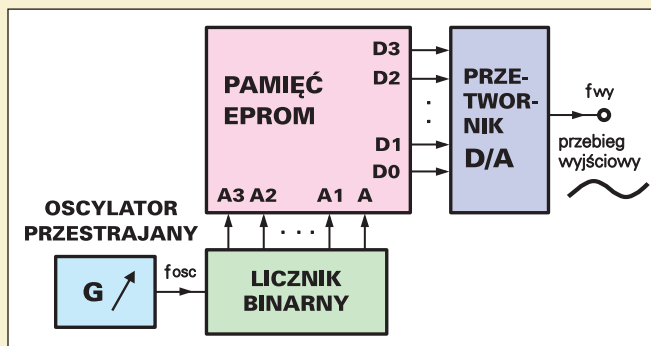 PAMIĘĆ
EPROM
D3
D2
D1
D0
A3 A2 . . . A1 A
PRZE-
TWOR-
NIK
D/A
fwy
przebieg
wyjściowy
OSCYLATOR
PRZESTRAJANY
G
fosc
LICZNIK
BINARNY